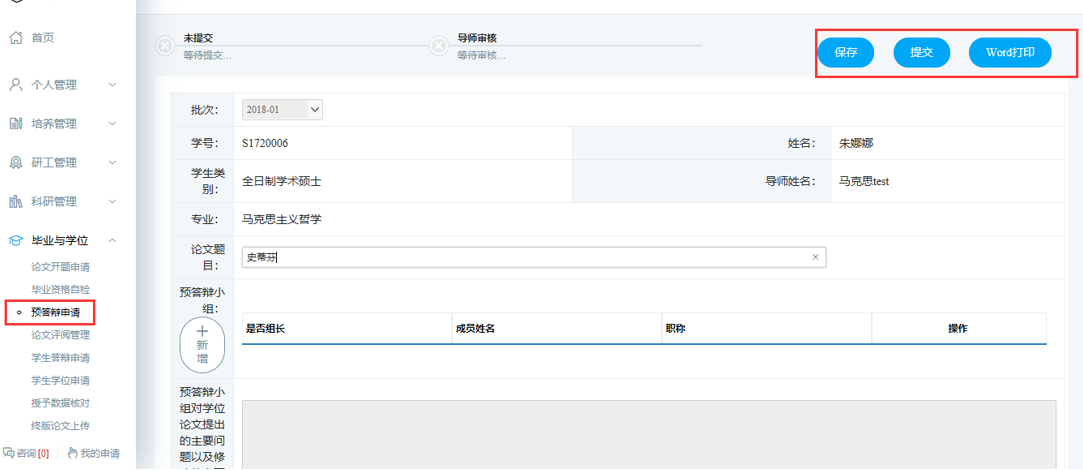 首页
个人管理
培养管理
研工管理
科研管理
毕业与学位
论文开题申请
毕业资格自检
预答辩申请
论文评阅管理
学生答辩申请
学生学位申请
授予数据核对
终版论文上传
咨询[0]
我的申请
未提交
等待提交...
导师审核
等待审核...
保存
提交
Word打印
批次：
2018-01
学号：
S1720006
姓名：
朱娜娜
学生类
别：
全日制学术硕士
导师姓名：
马克思test
专业：
马克思主义哲学
论文题
目：
史蒂芬
预答辩小
组：
新
增
是否组长
成员姓名
职称
操作
预答辩小
组对学位
论文提出
的主要问
题以及修